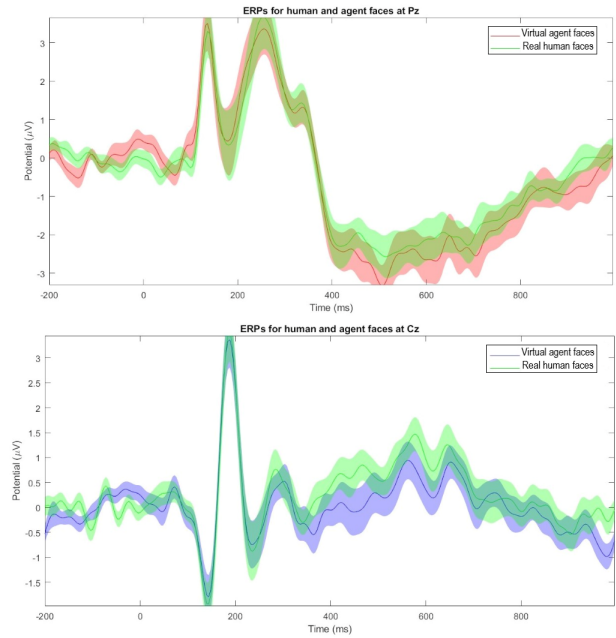 ERPs for human and agent faces at Pz
Virtual agent faces
Real human faces
Potential (μV)
3
2
1
0
-1
-2
-3
-200
0
200
400
600
800
Time (ms)
ERPs for human and agent faces at Cz
Virtual agent faces
Real human faces
Potential (μV)
3
2.5
2
1.5
1
0.5
0
-0.5
-1
-1.5
-200
0
200
400
600
800
Time (ms)